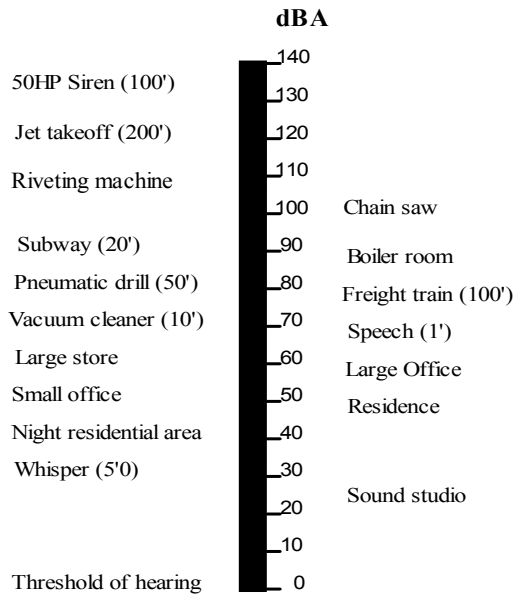 dBA
140
50HP Siren (100')
130
Jet takeoff (200')
120
110
Riveting machine
100
Chain saw
Subway (20')
90
Boiler room
Pneumatic drill (50')
80
Freight train (100')
Vacuum cleaner (10')
70
Speech (1')
Large store
60
Large Office
Small office
50
Residence
Night residential area
40
Whisper (5'0)
30
Sound studio
20
10
Threshold of hearing
0